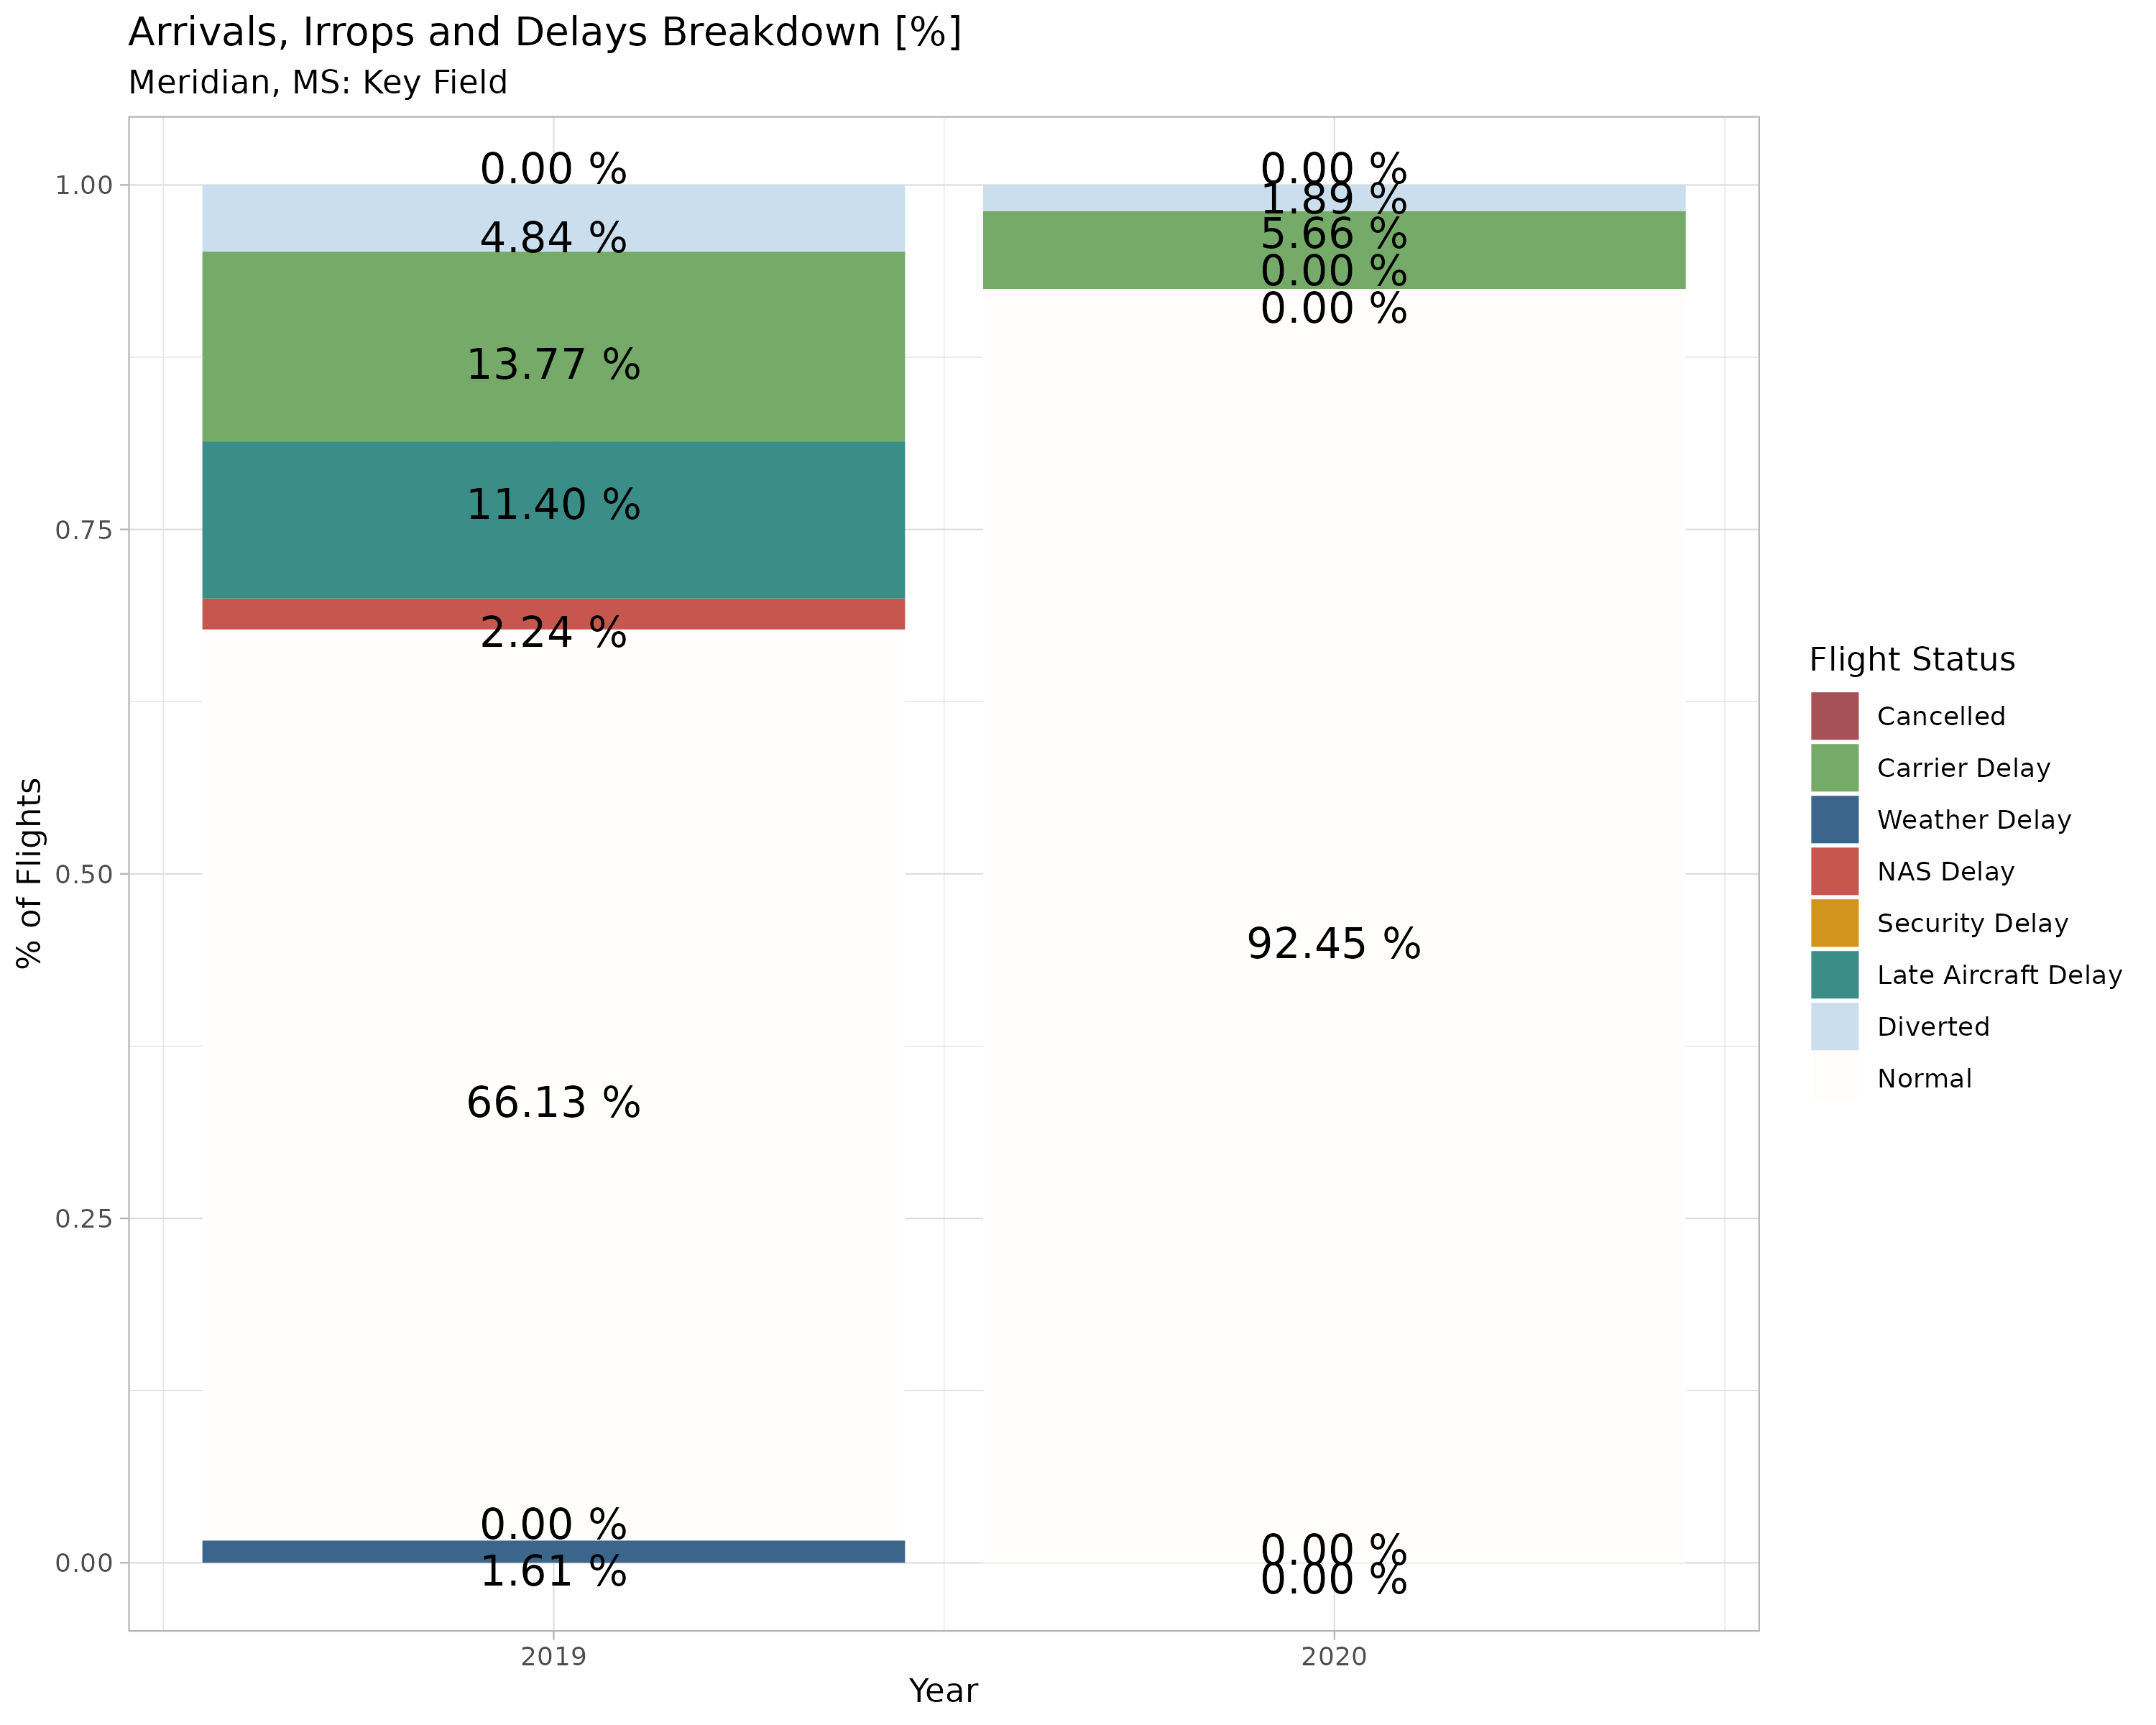 Arrivals, Irrops and Delays Breakdown [%]
Meridian, MS: Key Field
% of Flights
1.00
0.75
0.50
0.25
0.00
0.00 %
4.84 %
13.77 %
11.40 %
2.24 %
66.13 %
0.00 %
1.61 %
0.00 %
1.89 %
5.66 %
0.00 %
0.00 %
92.45 %
0.00 %
0.00 %
2019
2020
Year
Flight Status
Cancelled
Carrier Delay
Weather Delay
NAS Delay
Security Delay
Late Aircraft Delay
Diverted
Normal